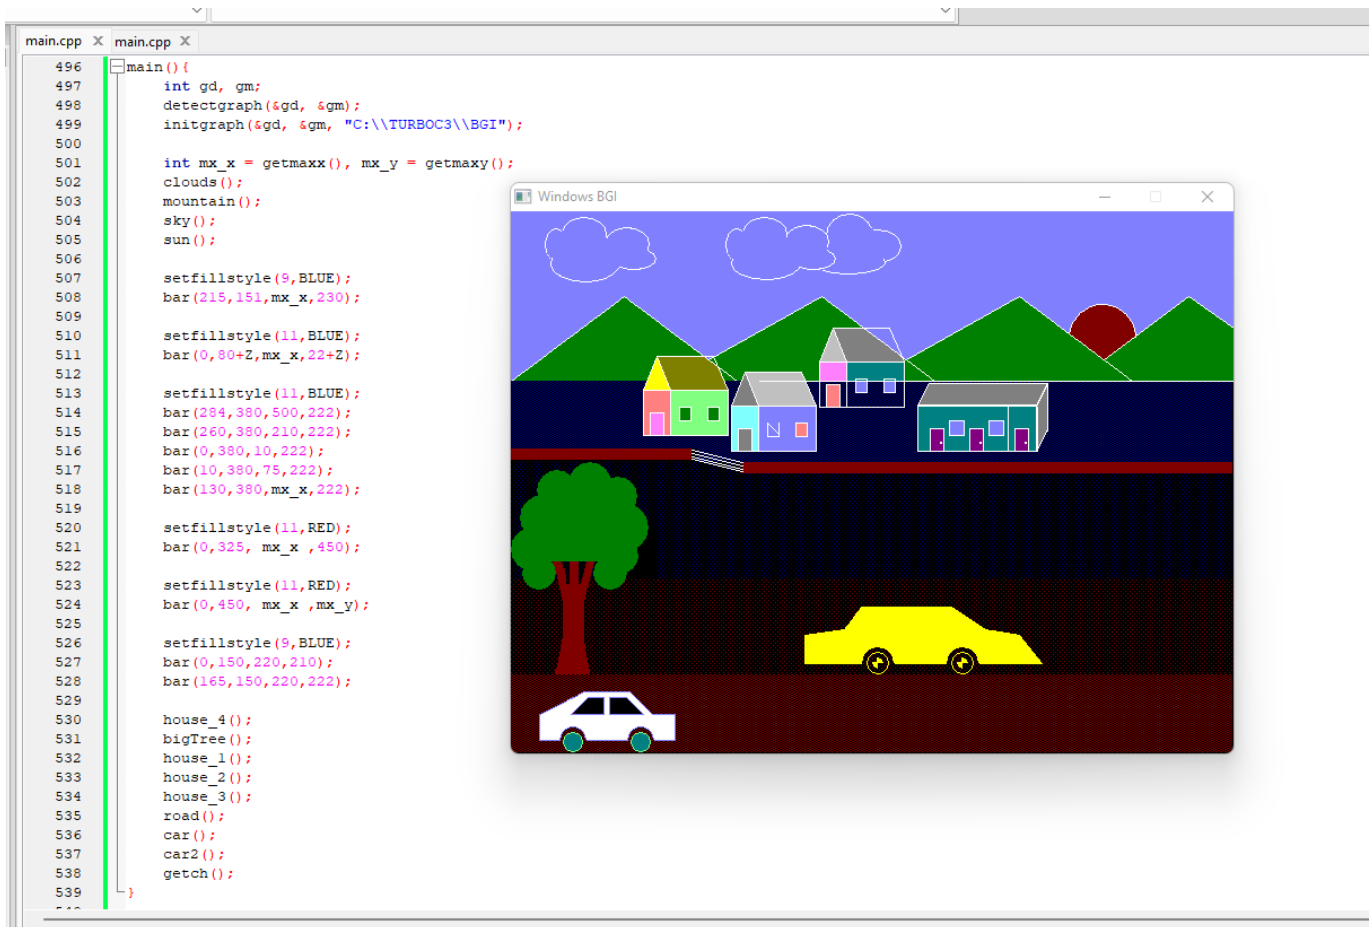 main.cpp X main.cpp X
496 main(){
497 int gd, gm;
498 detectgraph(&gd, &gm);
499 initgraph(&gd, &gm, "C:\\TURBOC3\\BGI");
500
501 int mx_x = getmaxx(), mx_y = getmaxy();
502 clouds();
503 mountain();
504 sky();
505 sun();
506
507 setfillstyle(9,BLUE);
508 bar(215,151,mx_x,230);
509
510 setfillstyle(11,BLUE);
511 bar(0,80+Z,mx_x,22+Z);
512
513 setfillstyle(11,BLUE);
514 bar(284,380,500,222);
515 bar(260,380,210,222);
516 bar(0,380,10,222);
517 bar(10,380,75,222);
518 bar(130,380,mx_x,222);
519
520 setfillstyle(11,RED);
521 bar(0,325, mx_x ,450);
522
523 setfillstyle(11,RED);
524 bar(0,450, mx_x ,mx_y);
525
526 setfillstyle(9,BLUE);
527 bar(0,150,220,210);
528 bar(165,150,220,222);
529
530 house_4();
531 bigTree();
532 house_1();
533 house_2();
534 house_3();
535 road();
536 car();
537 car2();
538 getch();
539 }
Windows BGI